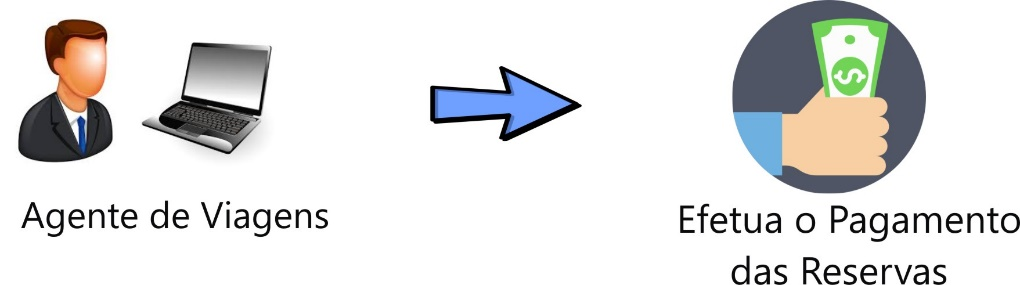 Agente de Viagens
Efetua o Pagamento
das Reservas